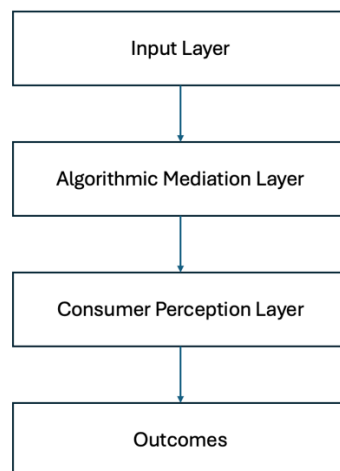 Input Layer
Algorithmic Mediation Layer
Consumer Perception Layer
Outcomes